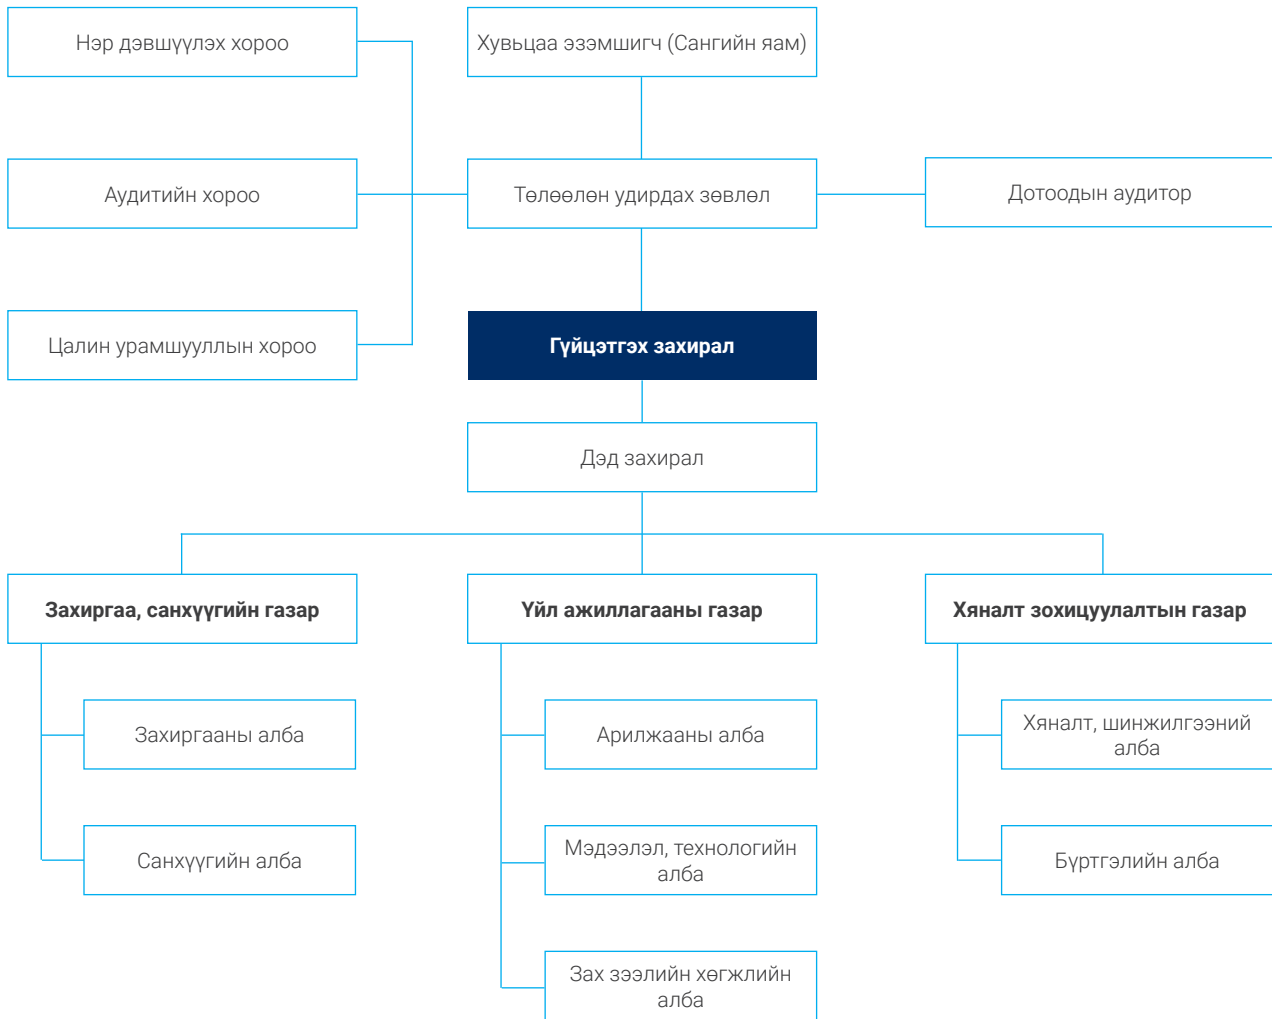 Нэр дэвшүүлэх хороо
Хувьцаа эзэмшигч (Сангийн яам)
Аудитийн хороо
Төлөөлөн удирдах зөвлөл
Дотоодын аудитор
Цалин урамшууллын хороо
Гүйцэтгэх захирал
Дэд захирал
Захиргаа, санхүүгийн газар
Үйл ажиллагааны газар
Хяналт зохицуулалтын газар
Захиргааны алба
Арилжааны алба
Хяналт, шинжилгээний
алба
Санхүүгийн алба
Мэдээлэл, технологийн
алба
Бүртгэлийн алба
Зах зээлийн хөгжлийн
алба